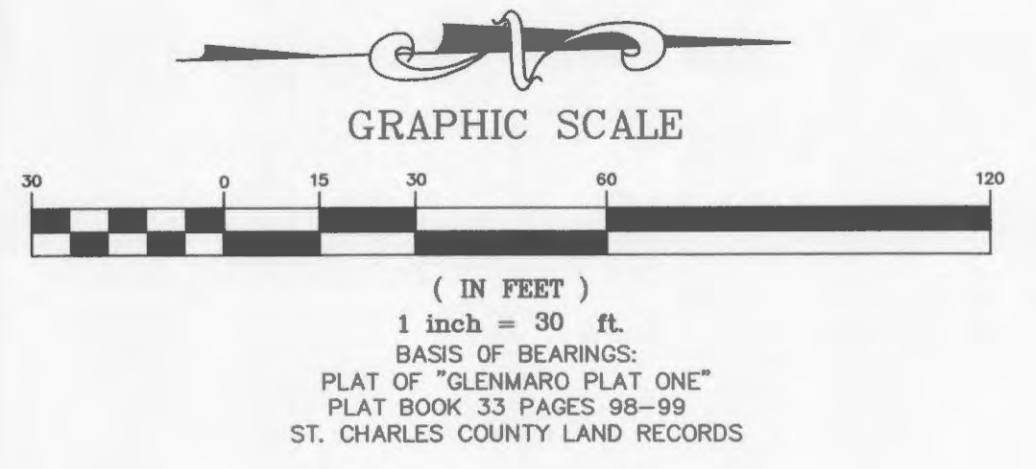 N
GRAPHIC SCALE
30 0 15 30 60 120
( IN FEET )
1 inch = 30 ft.
BASIS OF BEARINGS:
PLAT OF "GLENMARO PLAT ONE"
PLAT BOOK 33 PAGES 98-99
ST. CHARLES COUNTY LAND RECORDS